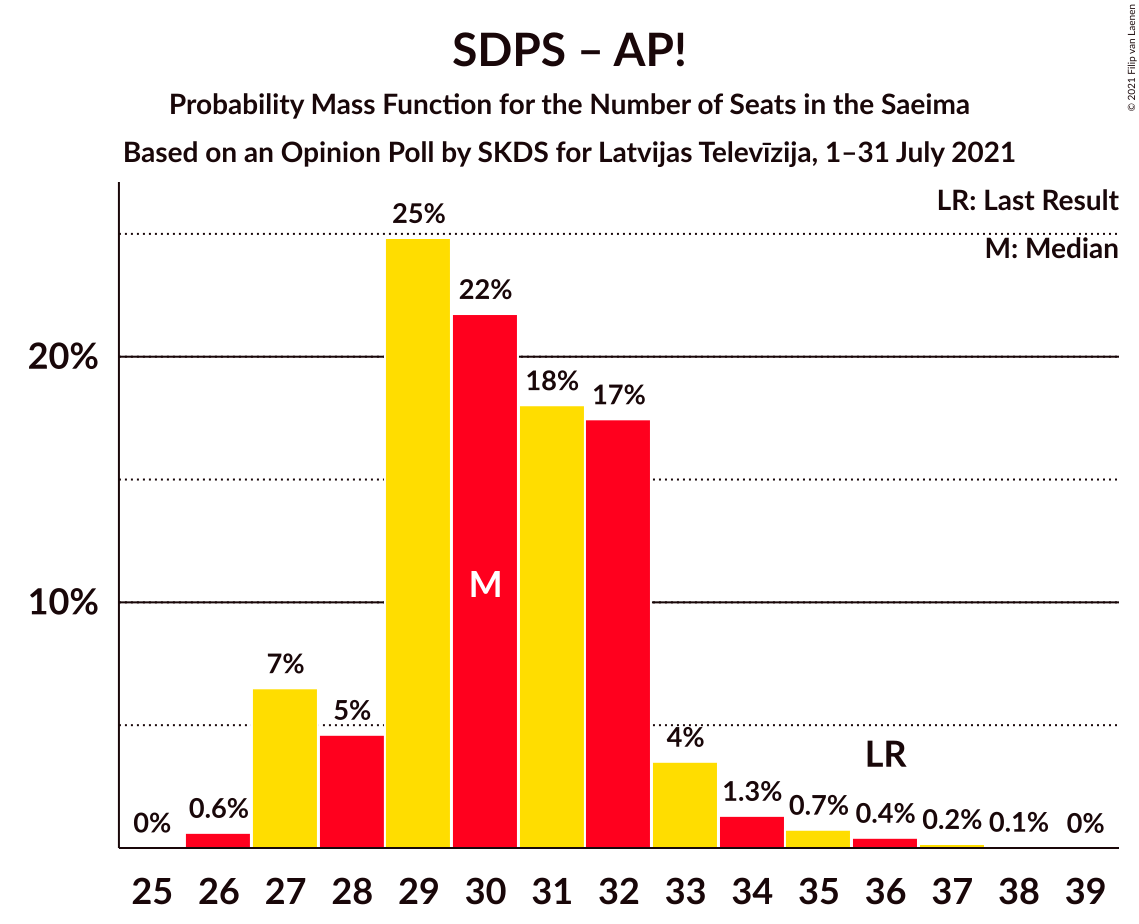 SDPS – AP!
Probability Mass Function for the Number of Seats in the Saeima
Based on an Opinion Poll by SKDS for Latvijas Televīzija, 1–31 July 2021
© 2021 Filip van Laenen
LR: Last Result
M: Median
20%
10%
0%
0.6%
7%
5%
25%
22%
18%
17%
4%
1.3%
0.7%
0.4%
0.2%
0.1%
0%
M
LR
25 26 27 28 29 30 31 32 33 34 35 36 37 38 39